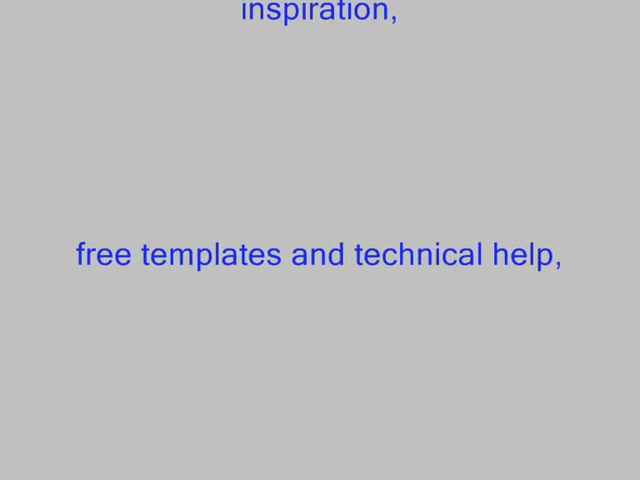 inspiration,
free templates and technical help,